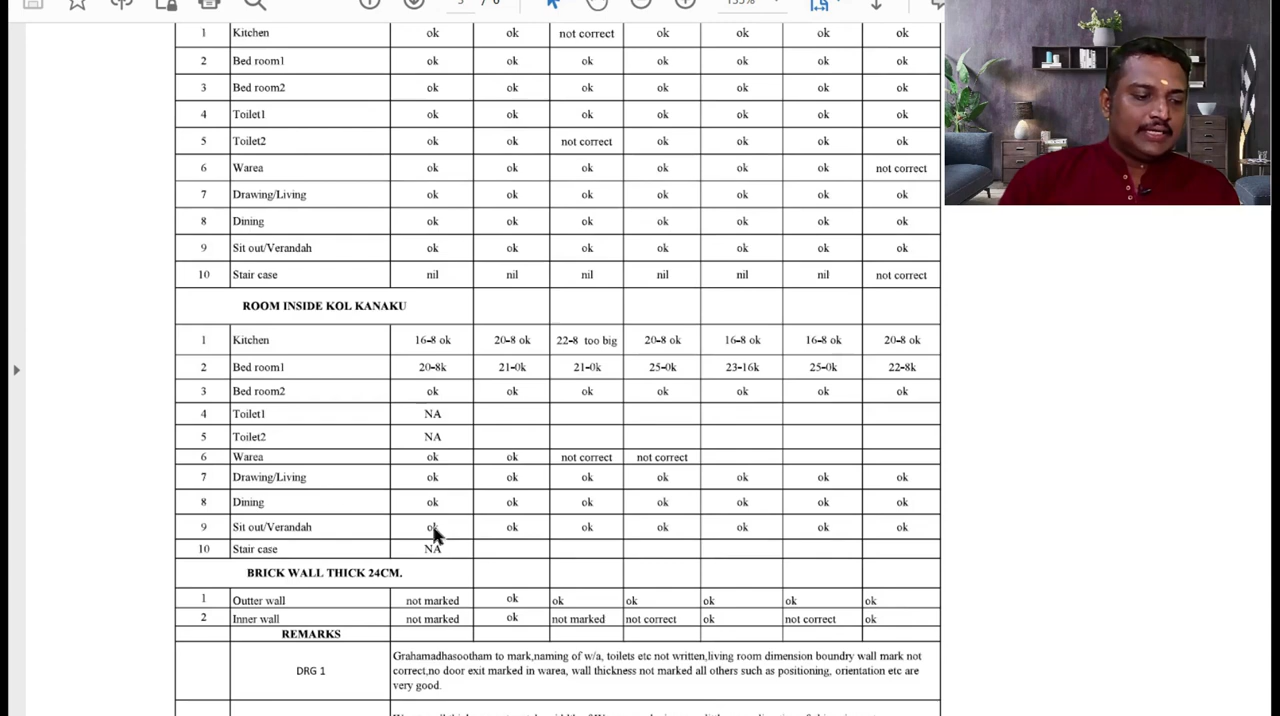 1 Kitchen ok ok not correct ok ok ok ok
2 Bed room1 ok ok ok ok ok ok ok
3 Bed room2 ok ok ok ok ok ok ok
4 Toilet1 ok ok ok ok ok ok ok
5 Toilet2 ok ok not correct ok ok ok ok
6 Warea ok ok ok ok ok ok not correct
7 Drawing/Living ok ok ok ok ok ok ok
8 Dining ok ok ok ok ok ok ok
9 Sit out/Verandah ok ok ok ok ok ok ok
10 Stair case nil nil nil nil nil nil not correct
ROOM INSIDE KOL KANAKU
1 Kitchen 16-8 ok 20-8 ok 22-8 too big 20-8 ok 16-8 ok 16-8 ok 20-8 ok
2 Bed room1 20-8k 21-0k 21-0k 25-0k 23-16k 25-0k 22-8k
3 Bed room2 ok ok ok ok ok ok ok
4 Toilet1 NA
5 Toilet2 NA
6 Warea ok ok not correct not correct
7 Drawing/Living ok ok ok ok ok ok ok
8 Dining ok ok ok ok ok ok ok
9 Sit out/Verandah ok ok ok ok ok ok ok
10 Stair case NA
BRICK WALL THICK 24CM.
1 Outter wall not marked ok ok ok ok ok ok
2 Inner wall not marked ok not marked not correct ok not correct ok
REMARKS
Grahamadhasootham to mark,naming of w/a, toilets etc not written,living room dimension boundry wall mark not
DRG 1 correct,no door exit marked in warea, wall thickness not marked all others such as positioning, orientation etc are
very good.